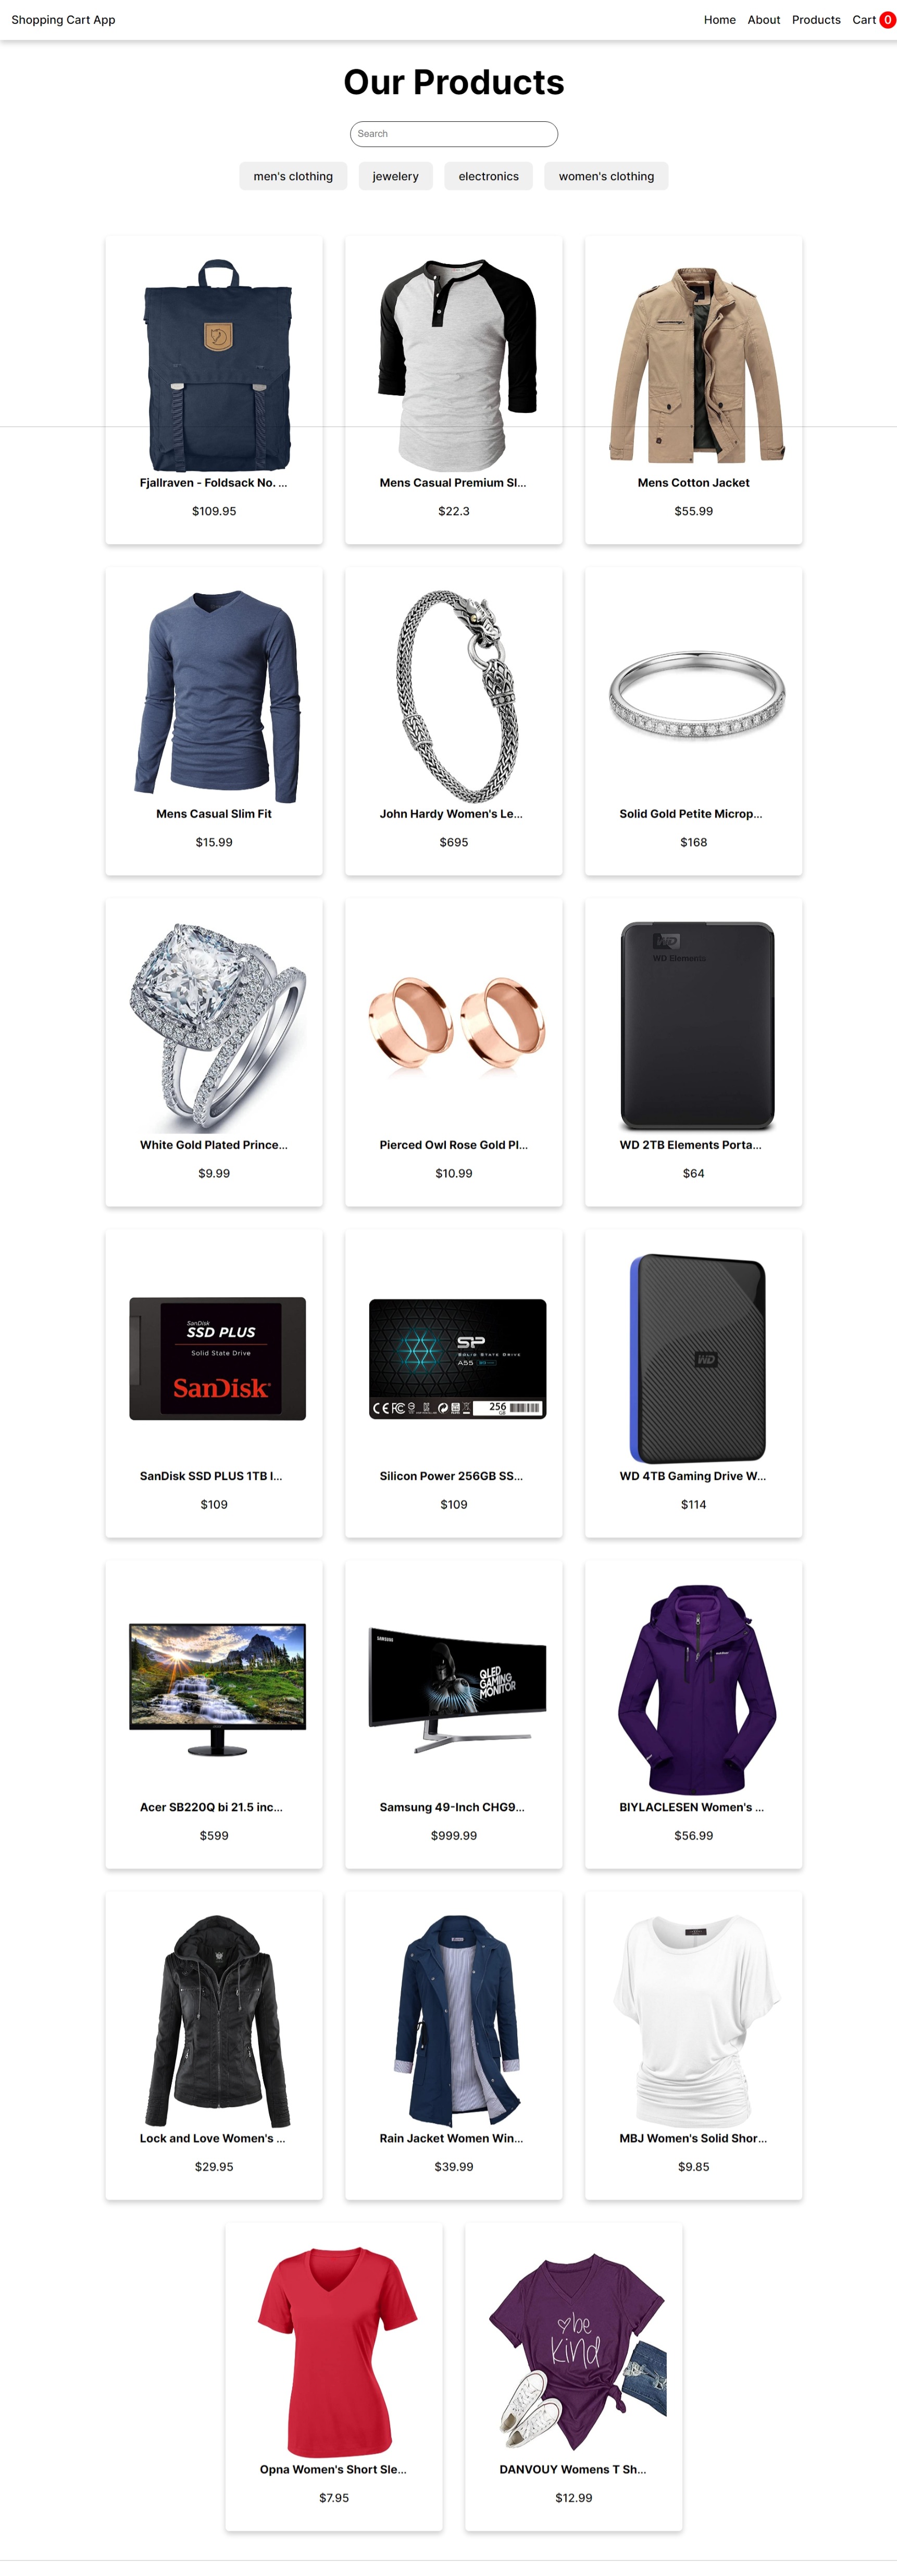 Shopping Cart App
Home About Products Cart 0
Our Products
Search
men's clothing jewelery electronics women's clothing
Fjallraven - Foldsack No. ...
$109.95
Mens Casual Premium Sl...
$22.3
Mens Cotton Jacket
$55.99
Mens Casual Slim Fit
$15.99
John Hardy Women's Le...
$695
Solid Gold Petite Microp...
$168
White Gold Plated Prince...
$9.99
Pierced Owl Rose Gold Pl...
$10.99
WD
WD Elements
WD 2TB Elements Porta...
$64
SanDisk
SSD PLUS
Solid State Drive
SanDisk
SanDisk SSD PLUS 1TB I...
$109
SP
SOLID STATE DRIVE
A55
256
GB
Silicon Power 256GB SS...
$109
WD
WD 4TB Gaming Drive W...
$114
Acer SB220Q bi 21.5 inc...
$599
SAMSUNG
QLED
GAMING
MONITOR
Samsung 49-Inch CHG9...
$999.99
BIYLACLESEN Women's ...
$56.99
Lock and Love Women's ...
$29.95
Rain Jacket Women Win...
$39.99
MBJ Women's Solid Shor...
$9.85
Opna Women's Short Sle...
$7.95
be
kind
DANVOUY Womens T Sh...
$12.99